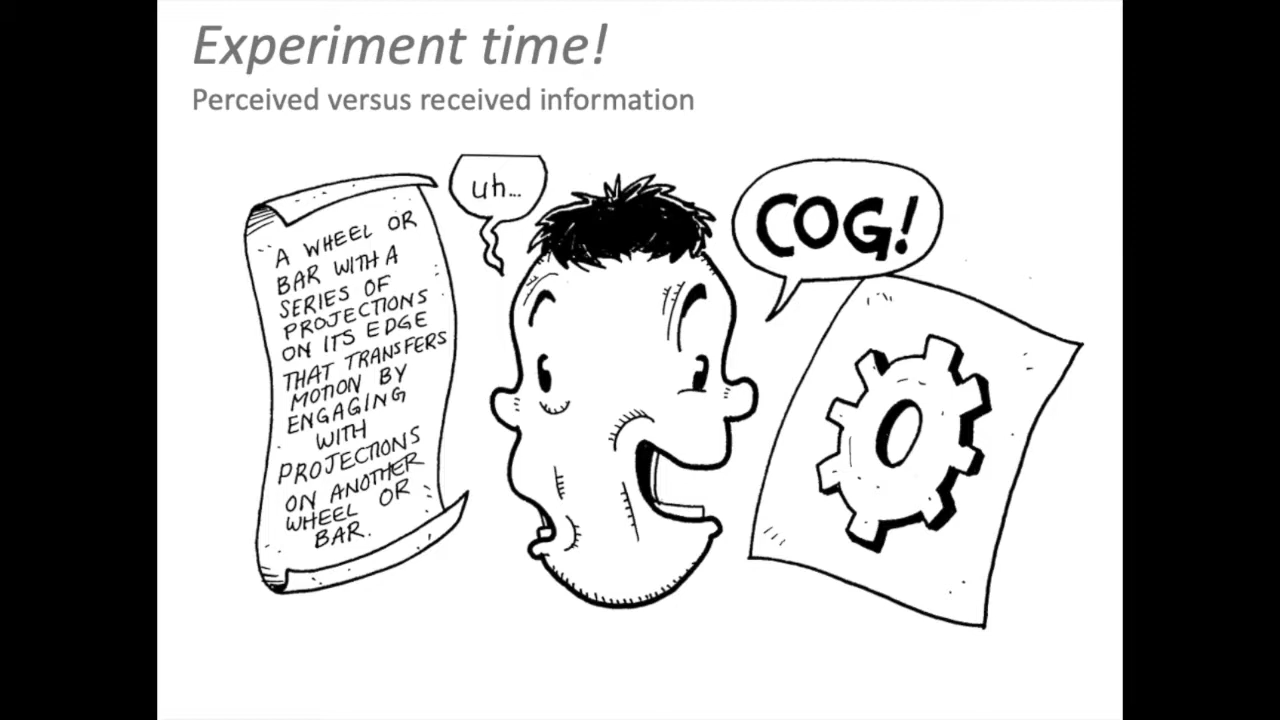 Experiment time!
Perceived versus received information
uh...
COG!
A WHEEL OR
BAR WITH A
SERIES OF
PROJECTIONS
ON ITS EDGE
THAT TRANSFERS
MOTION BY
ENGAGING
WITH
PROJECTIONS
ON ANOTHER
WHEEL OR
BAR.